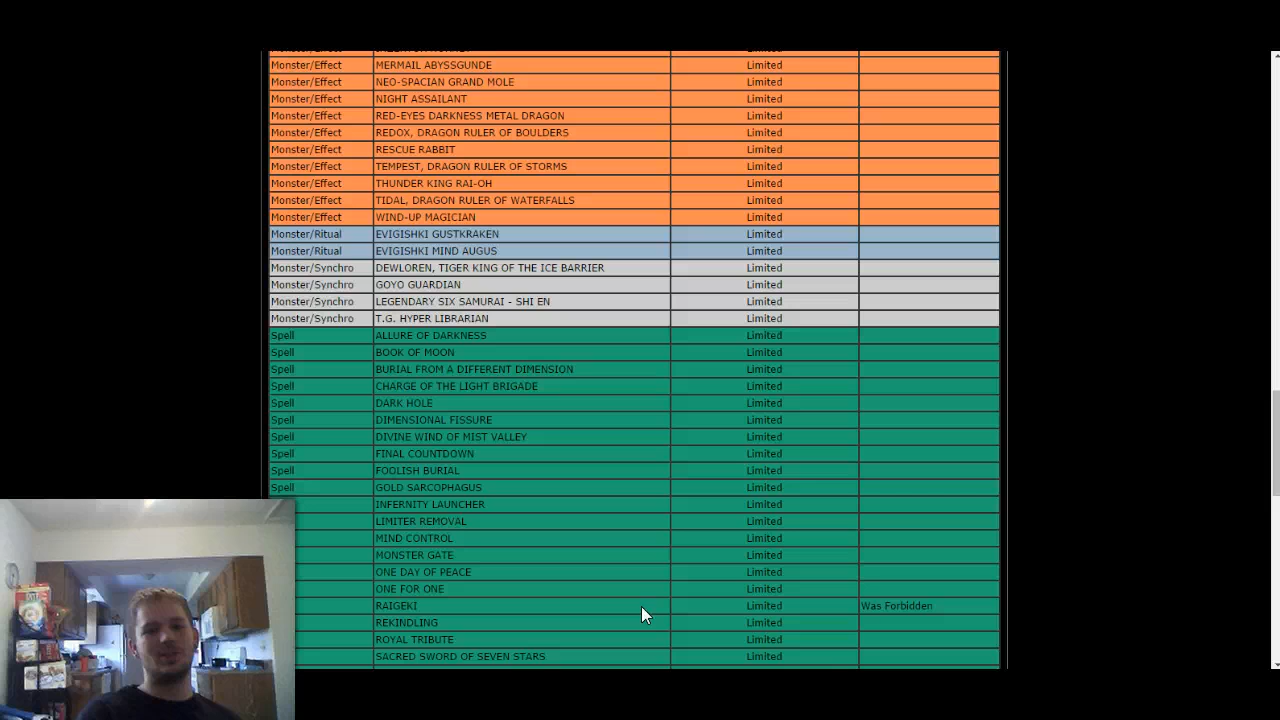 Monster/Effect MERMAIL ABYSSGUNDE Limited
Monster/Effect NEO-SPACIAN GRAND MOLE Limited
Monster/Effect NIGHT ASSAILANT Limited
Monster/Effect RED-EYES DARKNESS METAL DRAGON Limited
Monster/Effect REDOX, DRAGON RULER OF BOULDERS Limited
Monster/Effect RESCUE RABBIT Limited
Monster/Effect TEMPEST, DRAGON RULER OF STORMS Limited
Monster/Effect THUNDER KING RAI-OH Limited
Monster/Effect TIDAL, DRAGON RULER OF WATERFALLS Limited
Monster/Effect WIND-UP MAGICIAN Limited
Monster/Ritual EVIGISHKI GUSTKRAKEN Limited
Monster/Ritual EVIGISHKI MIND AUGUS Limited
Monster/Synchro DEWLOREN, TIGER KING OF THE ICE BARRIER Limited
Monster/Synchro GOYO GUARDIAN Limited
Monster/Synchro LEGENDARY SIX SAMURAI - SHI EN Limited
Monster/Synchro T.G. HYPER LIBRARIAN Limited
Spell ALLURE OF DARKNESS Limited
Spell BOOK OF MOON Limited
Spell BURIAL FROM A DIFFERENT DIMENSION Limited
Spell CHARGE OF THE LIGHT BRIGADE Limited
Spell DARK HOLE Limited
Spell DIMENSIONAL FISSURE Limited
Spell DIVINE WIND OF MIST VALLEY Limited
Spell FINAL COUNTDOWN Limited
Spell FOOLISH BURIAL Limited
Spell GOLD SARCOPHAGUS Limited
INFERNITY LAUNCHER Limited
LIMITER REMOVAL Limited
MIND CONTROL Limited
MONSTER GATE Limited
ONE DAY OF PEACE Limited
ONE FOR ONE Limited
RAIGEKI Limited Was Forbidden
REKINDLING Limited
ROYAL TRIBUTE Limited
SACRED SWORD OF SEVEN STARS Limited